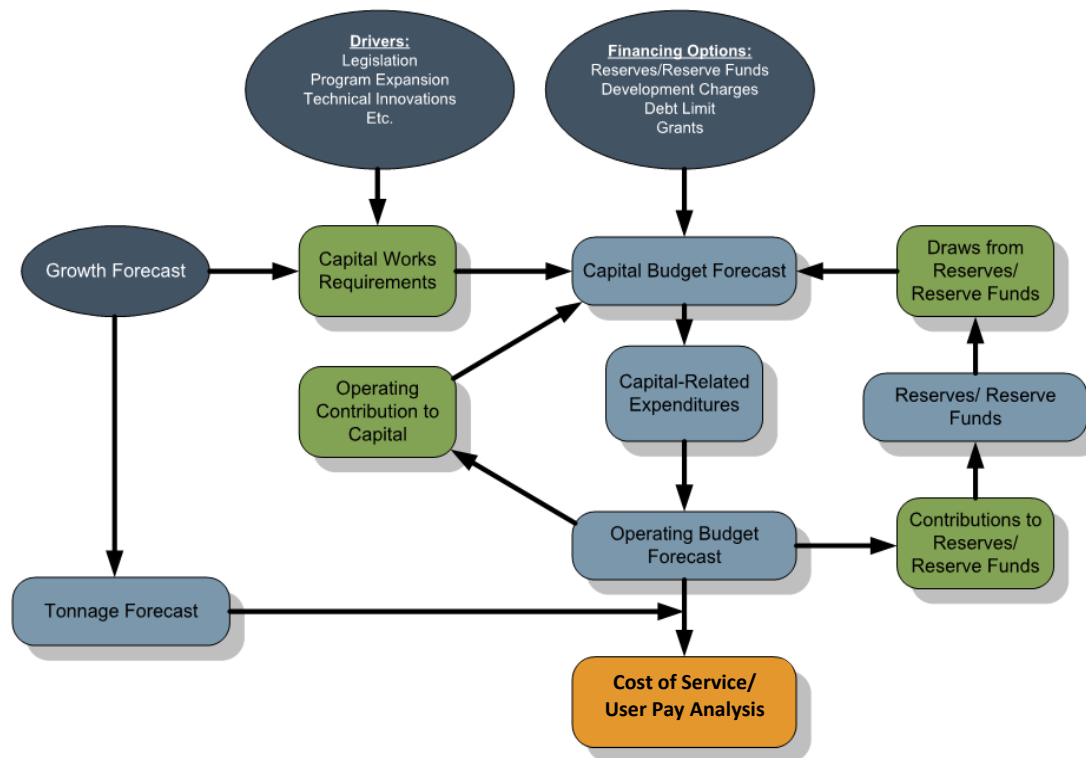 Drivers:
Legislation
Program Expansion
Technical Innovations
Etc.
Financing Options:
Reserves/Reserve Funds
Development Charges
Debt Limit
Grants
Growth Forecast
Capital Works
Requirements
Capital Budget Forecast
Draws from
Reserves/
Reserve Funds
Operating
Contribution to
Capital
Capital-Related
Expenditures
Reserves/ Reserve
Funds
Operating Budget
Forecast
Contributions to
Reserves/
Reserve Funds
Tonnage Forecast
Cost of Service/
User Pay Analysis